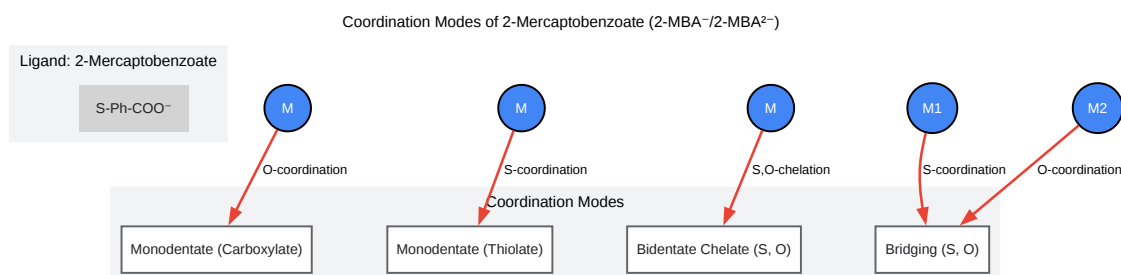 Coordination Modes of 2-Mercaptobenzoate (2-MBA⁻/2-MBA²⁻)
Ligand: 2-Mercaptobenzoate
S-Ph-COO⁻
M
M
M
M1
M2
O-coordination
S-coordination
S,O-chelation
S-coordination
O-coordination
Coordination Modes
Monodentate (Carboxylate)
Monodentate (Thiolate)
Bidentate Chelate (S, O)
Bridging (S, O)